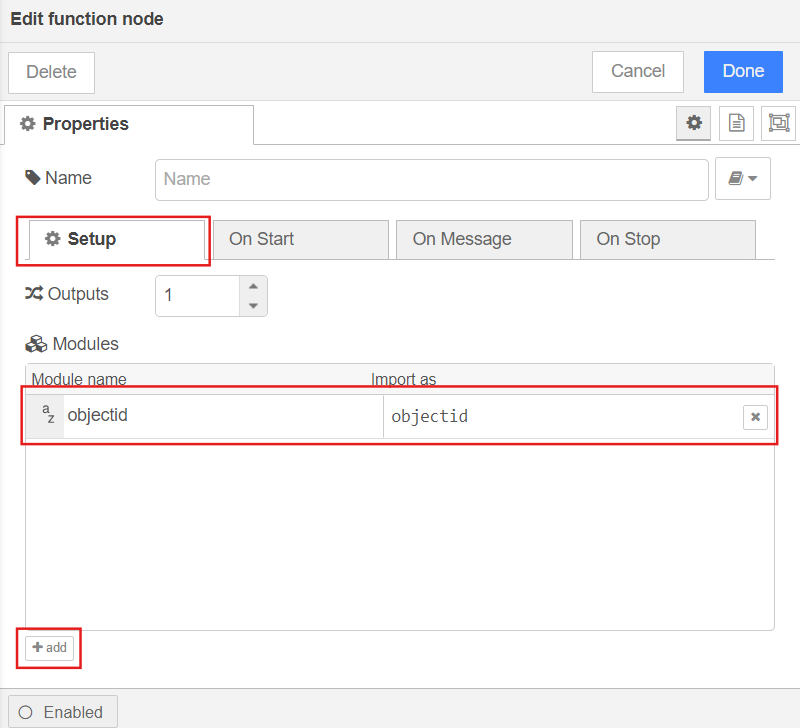 Edit function node
Delete
Cancel
Done
Properties
Name
Name
Setup
On Start
On Message
On Stop
Outputs
1
Modules
Module name
Import as
az
objectid
objectid
add
Enabled